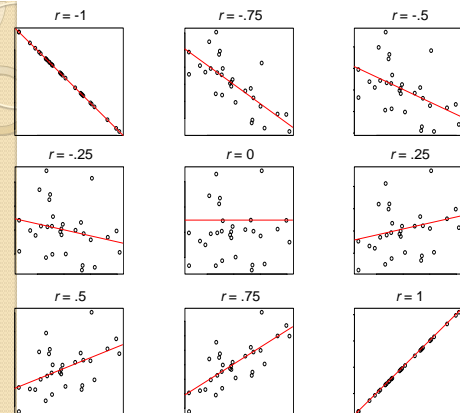 r = -1
r = -.75
r = -.5
r = -.25
r = 0
r = .25
r = .5
r = .75
r = 1